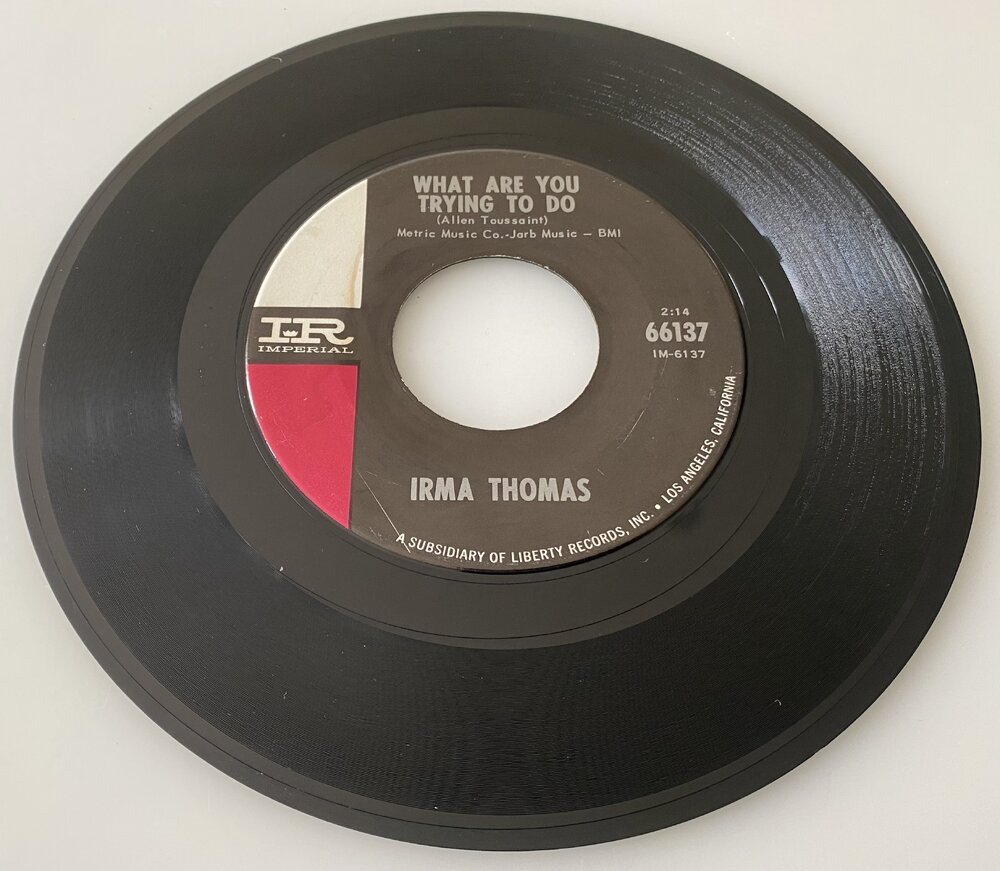 WHAT ARE YOU
TRYING TO DO
(Allen Toussaint)
Metric Music Co.-Jarb Music — BMI
IR
IMPERIAL
2:14
66137
IM-6137
IRMA THOMAS
A SUBSIDIARY OF LIBERTY RECORDS, INC. • LOS ANGELES, CALIFORNIA